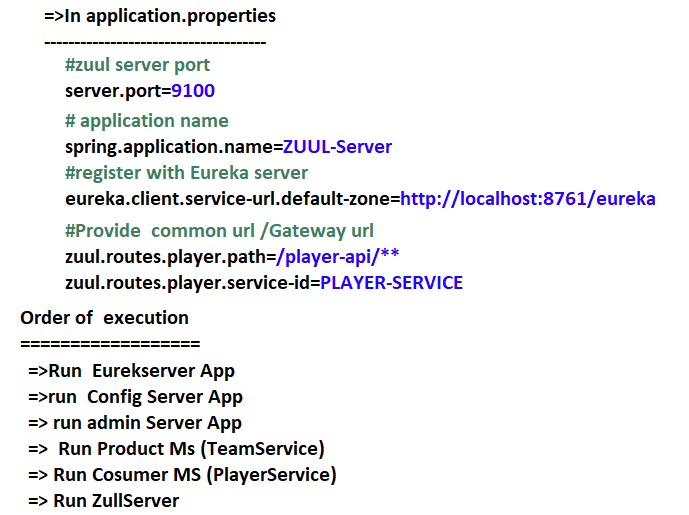 =>In application.properties
-------------------------------------
#zuul server port
server.port=9100
# application name
spring.application.name=ZUUL-Server
#register with Eureka server
eureka.client.service-url.default-zone=http://localhost:8761/eureka
#Provide  common url /Gateway url
zuul.routes.player.path=/player-api/**
zuul.routes.player.service-id=PLAYER-SERVICE
Order of  execution
==================
=>Run  Eurekserver App
=>run  Config Server App
=> run admin Server App
=>  Run Product Ms (TeamService)
=> Run Cosumer MS (PlayerService)
=> Run ZullServer